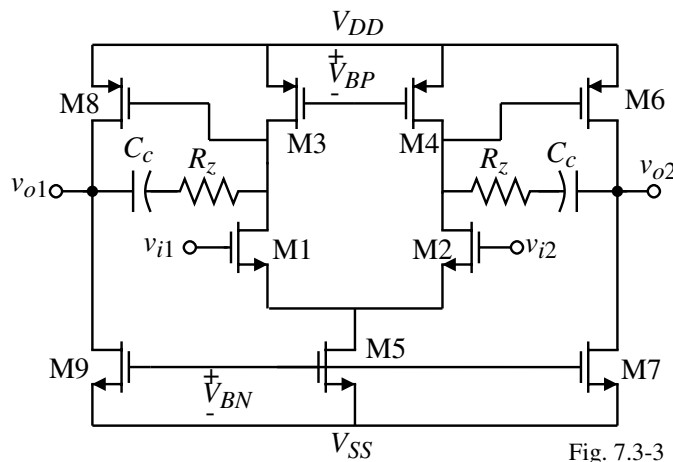 V_DD
+
V_BP
-
M8
M3
M4
M6
C_c
R_z
R_z
C_c
v_o1
v_o2
v_i1
M1
M2
v_i2
M9
M5
M7
+
V_BN
-
V_SS
Fig. 7.3-3